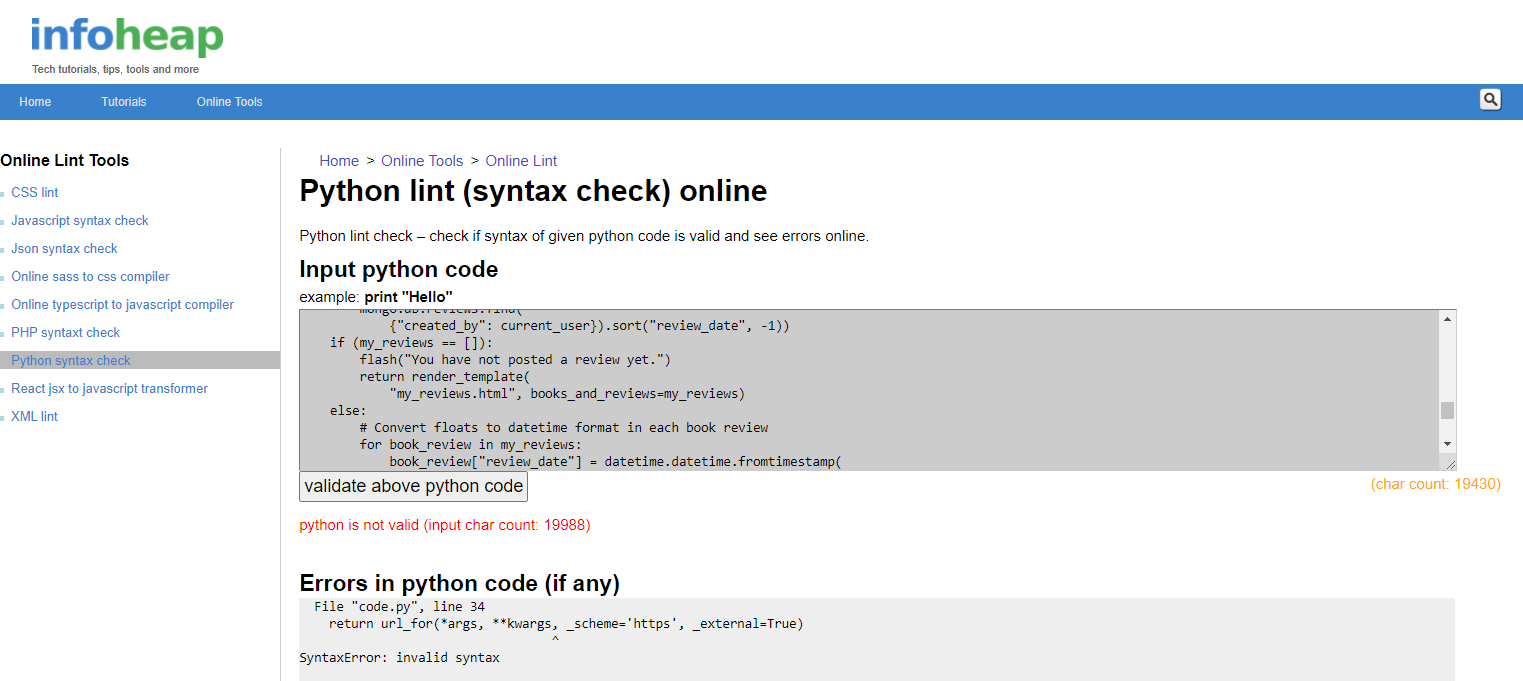 infoheap
Tech tutorials, tips, tools and more
Home Tutorials Online Tools
Online Lint Tools
CSS lint
Javascript syntax check
Json syntax check
Online sass to css compiler
Online typescript to javascript compiler
PHP syntaxt check
Python syntax check
React jsx to javascript transformer
XML lint
Home > Online Tools > Online Lint
Python lint (syntax check) online
Python lint check – check if syntax of given python code is valid and see errors online.
Input python code
example: print "Hello"
mongo.db.reviews.find(
{"created_by": current_user}).sort("review_date", -1))
if (my_reviews == []):
flash("You have not posted a review yet.")
return render_template(
"my_reviews.html", books_and_reviews=my_reviews)
else:
# Convert floats to datetime format in each book review
for book_review in my_reviews:
book_review["review_date"] = datetime.datetime.fromtimestamp(
validate above python code
(char count: 19430)
python is not valid (input char count: 19988)
Errors in python code (if any)
File "code.py", line 34
return url_for(*args, **kwargs, _scheme='https', _external=True)
^
SyntaxError: invalid syntax